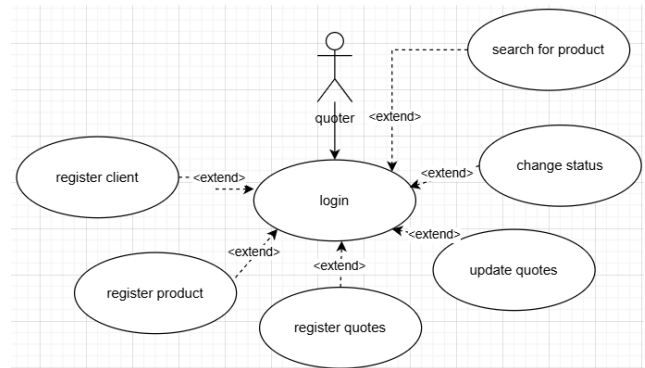 search for product
quoter
<extend>
register client
<extend>
<extend>
change status
login
<extend>
<extend>
<extend>
update quotes
register product
register quotes